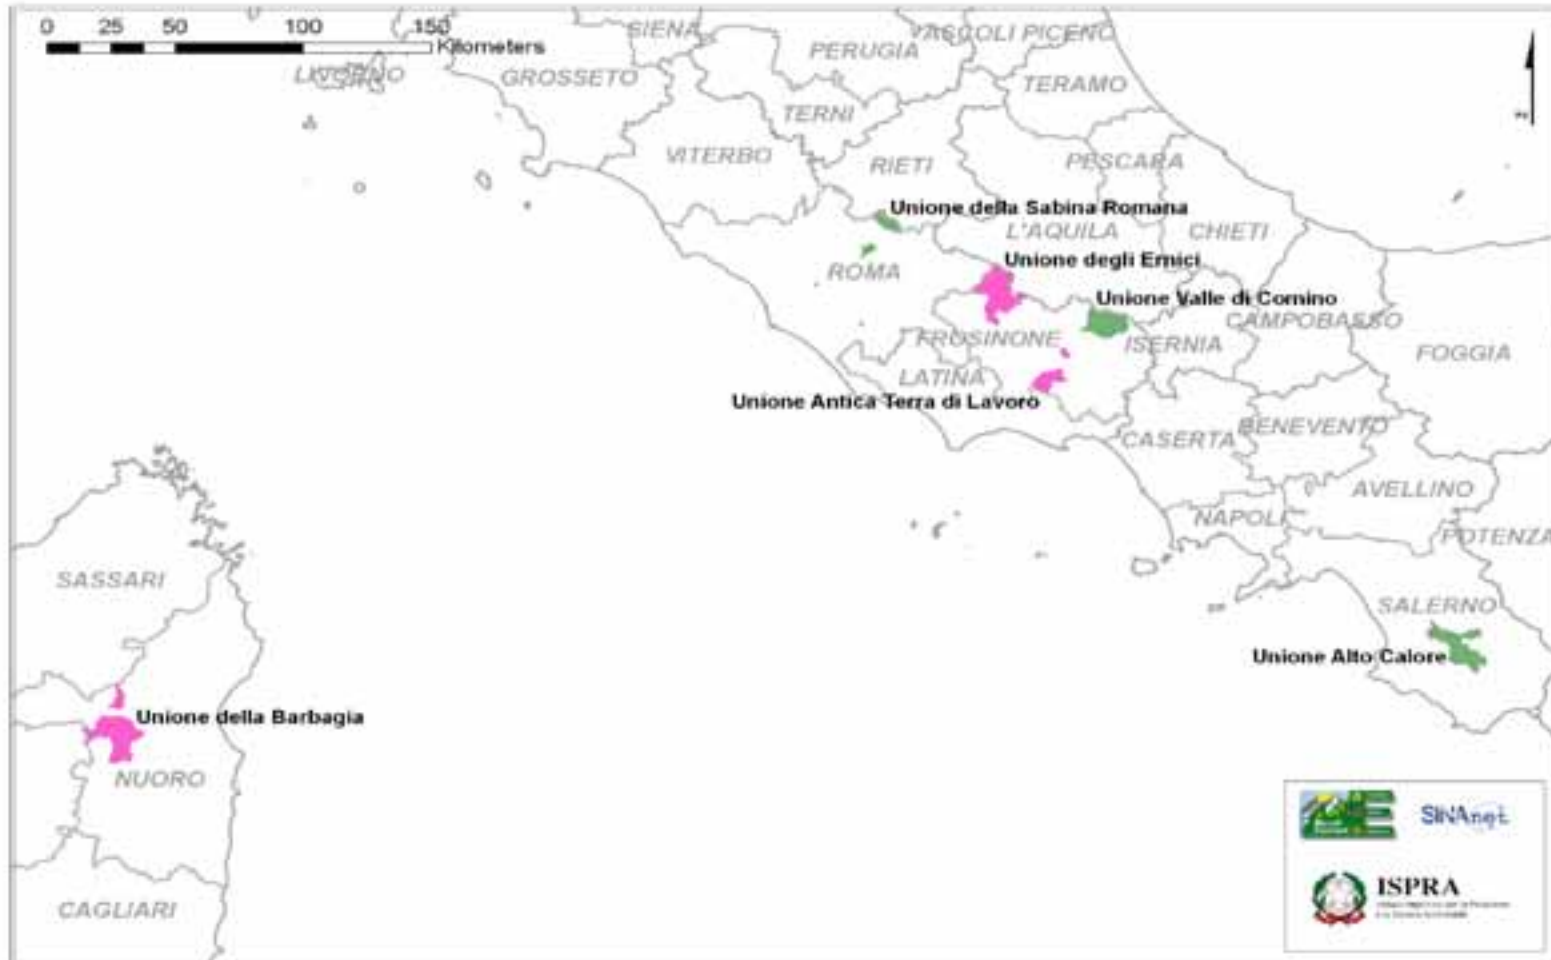 0 25 50 100 150
Kilometers
SIENA
VASCOLI PICENO
PERUGIA
LIVORNO
GROSSETO
TERAMO
TERNI
VITERBO
RIETI
PESCARA
Unione della Sabina Romana
L'AQUILA
CHIETI
Unione degli Ernici
ROMA
Unione Valle di Comino
CAMPOBASSO
FROSINONE
ISERNIA
FOGGIA
LATINA
Unione Antica Terra di Lavoro
CASERTA
BENEVENTO
AVELLINO
NAPOLI
POTENZA
SASSARI
SALERNO
Unione Alto Calore
Unione della Barbagia
NUORO
SINAnet
ISPRA
CAGLIARI